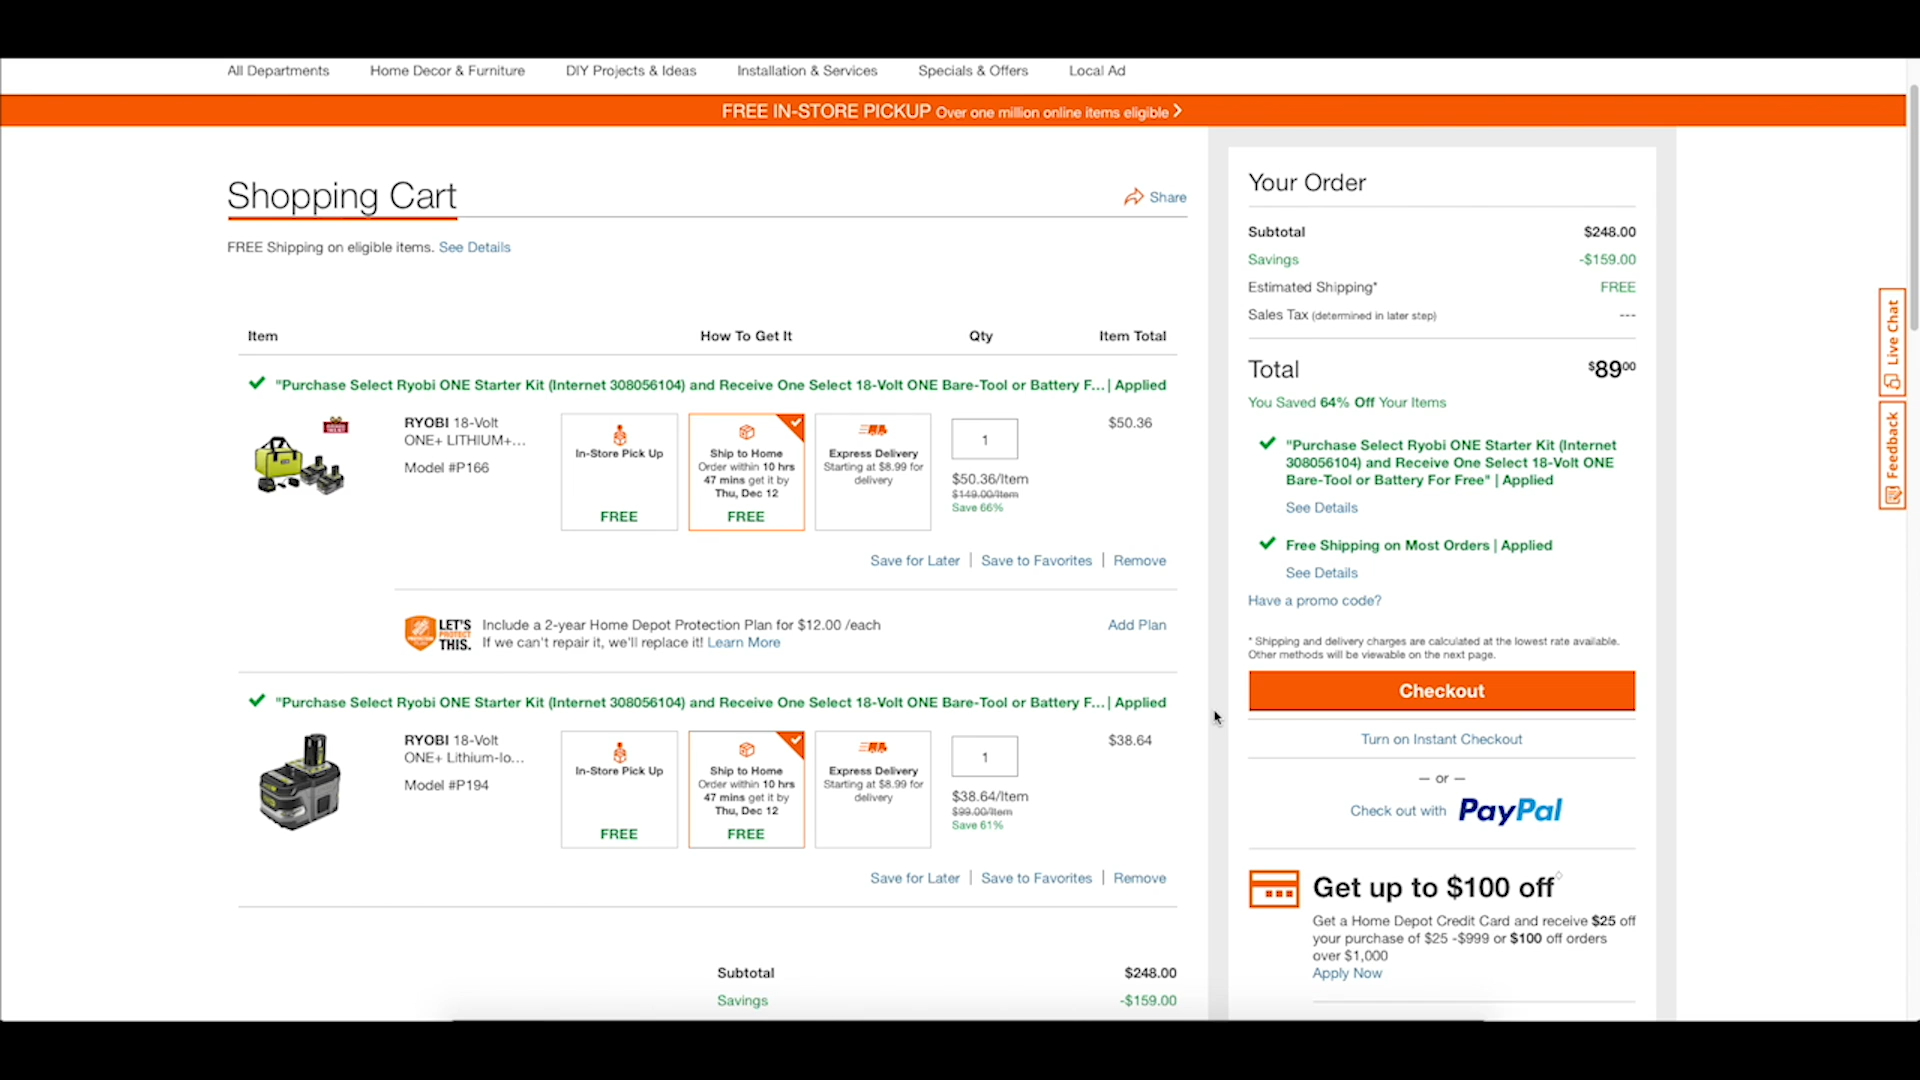 All Departments
Home Decor & Furniture
DIY Projects & Ideas
Installation & Services
Specials & Offers
Local Ad
FREE IN-STORE PICKUP Over one million online items eligible
Shopping Cart
Share
FREE Shipping on eligible items. See Details
Item
How To Get It
Qty
Item Total
"Purchase Select Ryobi ONE Starter Kit (Internet 308056104) and Receive One Select 18-Volt ONE Bare-Tool or Battery F... | Applied
RYOBI 18-Volt
ONE+ LITHIUM+...
Model #P166
In-Store Pick Up
FREE
Ship to Home
Order within 10 hrs
47 mins get it by
Thu, Dec 12
FREE
Express Delivery
Starting at $8.99 for
delivery
1
$50.36/Item
$149.00/Item
Save 66%
$50.36
Save for Later | Save to Favorites | Remove
LET'S
PROTECT
THIS.
Include a 2-year Home Depot Protection Plan for $12.00 /each
If we can't repair it, we'll replace it! Learn More
Add Plan
"Purchase Select Ryobi ONE Starter Kit (Internet 308056104) and Receive One Select 18-Volt ONE Bare-Tool or Battery F... | Applied
RYOBI 18-Volt
ONE+ Lithium-Io...
Model #P194
In-Store Pick Up
FREE
Ship to Home
Order within 10 hrs
47 mins get it by
Thu, Dec 12
FREE
Express Delivery
Starting at $8.99 for
delivery
1
$38.64/Item
$99.00/Item
Save 61%
$38.64
Save for Later | Save to Favorites | Remove
Subtotal $248.00
Savings -$159.00
Your Order
Subtotal $248.00
Savings -$159.00
Estimated Shipping* FREE
Sales Tax (determined in later step) ---
Total $89.00
You Saved 64% Off Your Items
"Purchase Select Ryobi ONE Starter Kit (Internet
308056104) and Receive One Select 18-Volt ONE
Bare-Tool or Battery For Free" | Applied
See Details
Free Shipping on Most Orders | Applied
See Details
Have a promo code?
* Shipping and delivery charges are calculated at the lowest rate available.
Other methods will be viewable on the next page.
Checkout
Turn on Instant Checkout
— or —
Check out with PayPal
Get up to $100 off◊
Get a Home Depot Credit Card and receive $25 off
your purchase of $25 -$999 or $100 off orders
over $1,000
Apply Now
Live Chat
Feedback